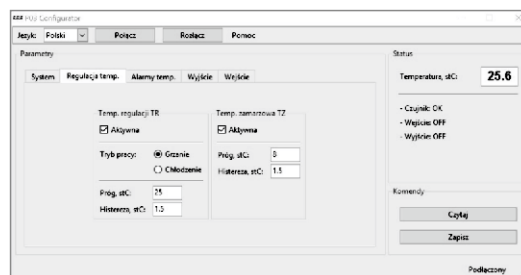 PUJ Configurator
Język: Polski Połącz Rozłącz Pomoc
Parametry
System Regulacja temp. Alarmy temp. Wyjście Wejście
Temp. regulacji TR
Aktywna
Tryb pracy: Grzanie
Chłodzenie
Próg, stC: 25
Histereza, stC: 1.5
Temp. zamarzowa TZ
Aktywna
Próg, stC: 8
Histereza, stC: 1.5
Status
Temperatura, stC: 25.6
- Czujnik: OK
- Wejście: OFF
- Wyjście: OFF
Komendy
Czytaj
Zapisz
Podłączony